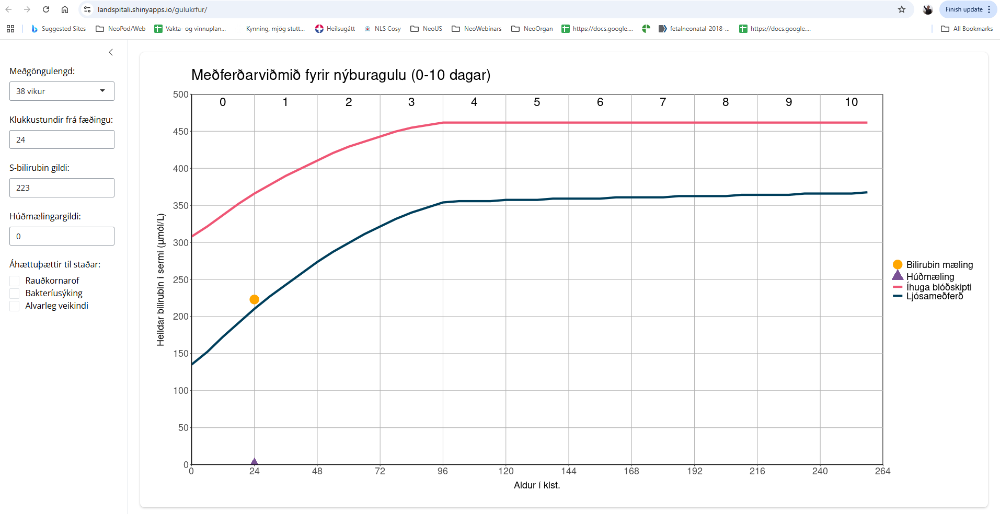 landspitali.shinyapps.io/gulukrfur/
Finish update
Suggested Sites NeoPod/Web Vakta- og vinnuplan... Kynning, mjög stutt... Heilsugátt NLS Cosy NeoUS NeoWebinars NeoOrgan https://docs.google.... fetalneonatal-2018-... https://docs.google.... All Bookmarks
Meðgöngulengd:
38 vikur
Klukkustundir frá fæðingu:
24
S-bilirubin gildi:
223
Húðmælingargildi:
0
Áhættuþættir til staðar:
Rauðkornarof
Bakteríusýking
Alvarleg veikindi
Meðferðarviðmið fyrir nýburagulu (0-10 dagar)
0 1 2 3 4 5 6 7 8 9 10
500
450
400
350
300
250
200
150
100
50
0
Heildar bilirubin í sermi (µmól/L)
0 24 48 72 96 120 144 168 192 216 240 264
Aldur í klst.
Bilirubin mæling
Húðmæling
Íhuga blóðskipti
Ljósameðferð